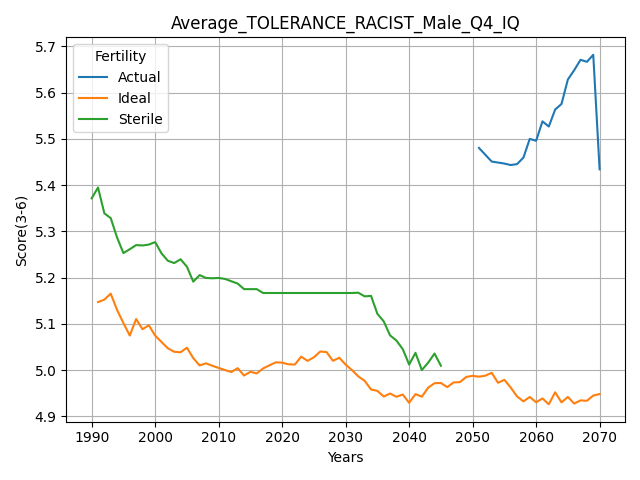 Average_TOLERANCE_RACIST_Male_Q4_IQ
Fertility
Actual
Ideal
Sterile
Score(3-6)
5.7
5.6
5.5
5.4
5.3
5.2
5.1
5.0
4.9
1990 2000 2010 2020 2030 2040 2050 2060 2070
Years